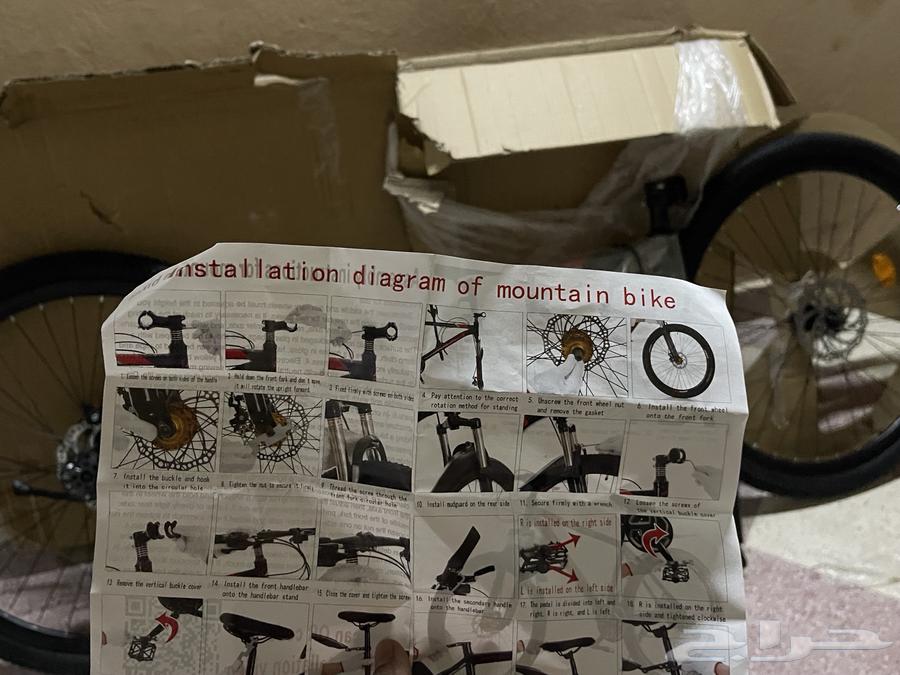 installation diagram of mountain bike
1 Loosen the screws on both sides of the handle
Hold down the front fork and don't move
it will rotate the upright forward
3 Fixed firmly with screws on both sides
4 Pay attention to the correct
rotation method for standing
5. Unscrew the front wheel nut
and remove the gasket
6. Install the front wheel
onto the front fork
7 Install the buckle and hook
it into the circular hole
8 Tighten the nut to secure it firmly
9 Thread the screw through the
front fork circular hole
10 Install mudguard on the rear side
11. Secure firmly with a wrench
12 Loosen the screws of
the vertical buckle cover
13 Remove the vertical buckle cover
14 Install the front handlebar
onto the handlebar stand
15 Close the cover and tighten the screw
16. Install the secondary handle
onto the handlebar
R is installed on the right side
L is installed on the left side
17. The pedal is divided into left and
right, R is right, and L is left
18. R is installed on the right
side and tightened clockwise
حراج